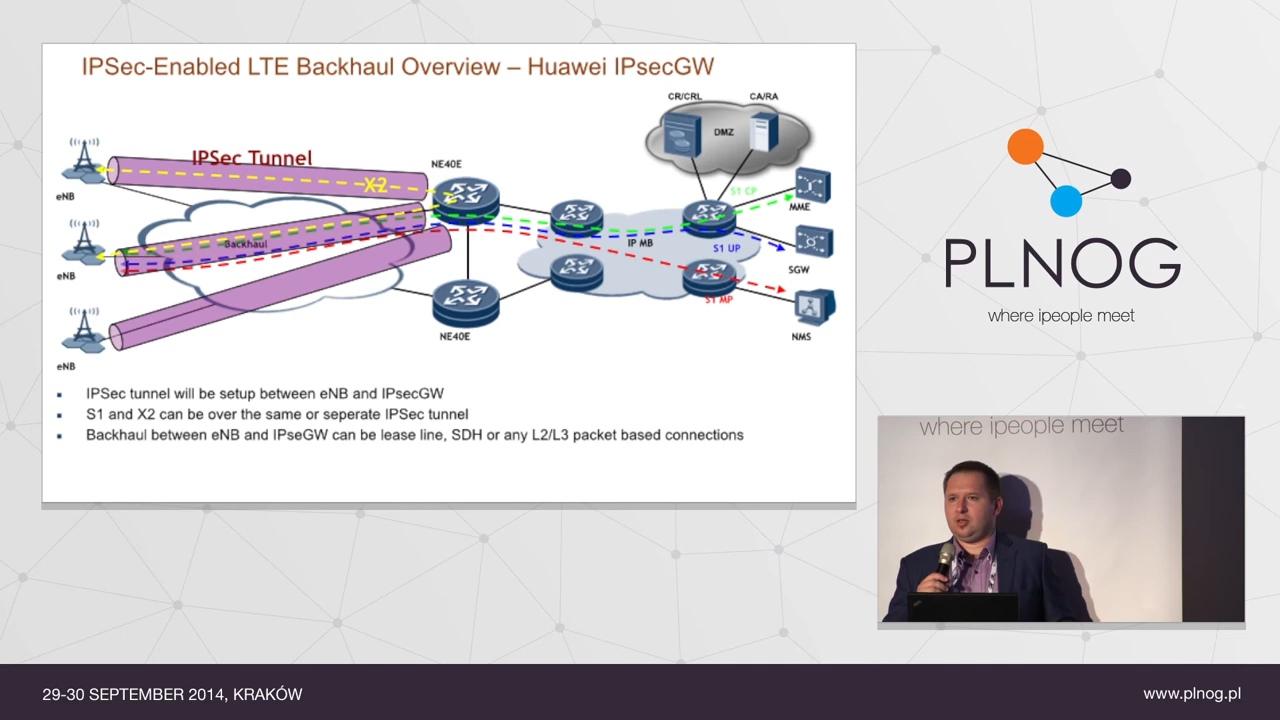 IPSec-Enabled LTE Backhaul Overview – Huawei IPsecGW
CR/CRL
CA/RA
DMZ
IPSec Tunnel
NE40E
X2
S1 CP
MME
eNB
Backhaul
IP MB
S1 UP
SGW
eNB
S1 MP
NE40E
NMS
eNB
IPSec tunnel will be setup between eNB and IPsecGW
S1 and X2 can be over the same or seperate IPSec tunnel
Backhaul between eNB and IPseGW can be lease line, SDH or any L2/L3 packet based connections
PLNOG
where ipeople meet
where ipeople meet
29-30 SEPTEMBER 2014, KRAKÓW
www.plnog.pl